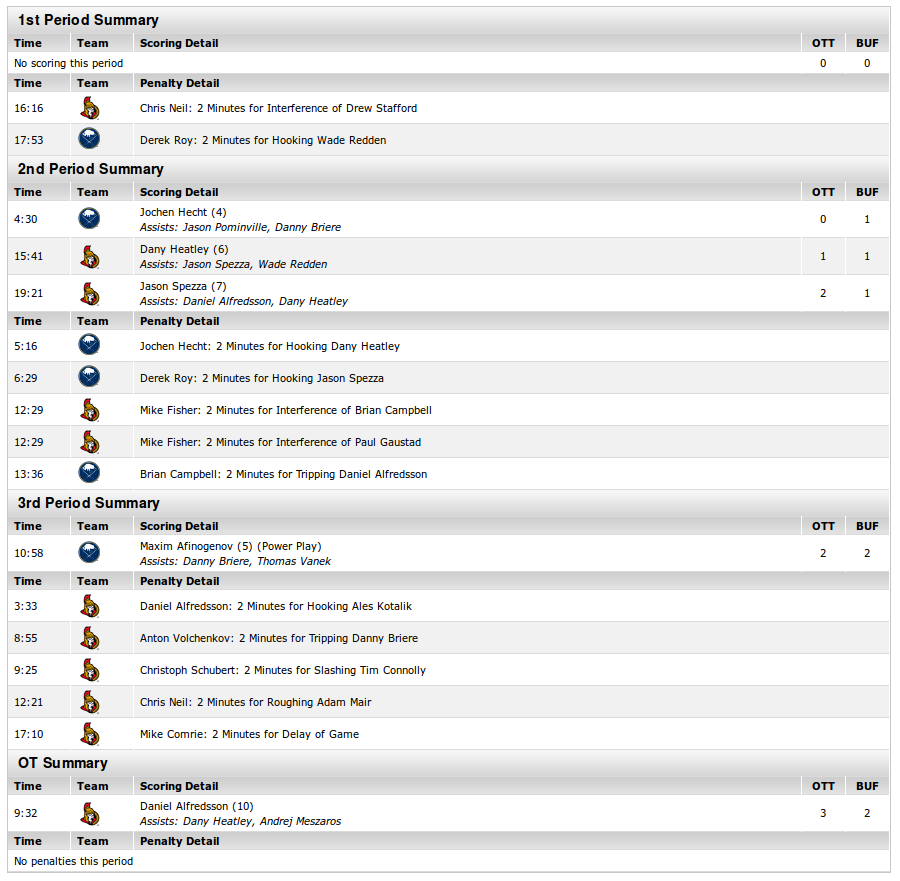 1st Period Summary
Time Team Scoring Detail OTT BUF
No scoring this period 0 0
Time Team Penalty Detail
16:16 Chris Neil: 2 Minutes for Interference of Drew Stafford
17:53 Derek Roy: 2 Minutes for Hooking Wade Redden
2nd Period Summary
Time Team Scoring Detail OTT BUF
4:30 Jochen Hecht (4) 0 1
Assists: Jason Pominville, Danny Briere
15:41 Dany Heatley (6) 1 1
Assists: Jason Spezza, Wade Redden
19:21 Jason Spezza (7) 2 1
Assists: Daniel Alfredsson, Dany Heatley
Time Team Penalty Detail
5:16 Jochen Hecht: 2 Minutes for Hooking Dany Heatley
6:29 Derek Roy: 2 Minutes for Hooking Jason Spezza
12:29 Mike Fisher: 2 Minutes for Interference of Brian Campbell
12:29 Mike Fisher: 2 Minutes for Interference of Paul Gaustad
13:36 Brian Campbell: 2 Minutes for Tripping Daniel Alfredsson
3rd Period Summary
Time Team Scoring Detail OTT BUF
10:58 Maxim Afinogenov (5) (Power Play) 2 2
Assists: Danny Briere, Thomas Vanek
Time Team Penalty Detail
3:33 Daniel Alfredsson: 2 Minutes for Hooking Ales Kotalik
8:55 Anton Volchenkov: 2 Minutes for Tripping Danny Briere
9:25 Christoph Schubert: 2 Minutes for Slashing Tim Connolly
12:21 Chris Neil: 2 Minutes for Roughing Adam Mair
17:10 Mike Comrie: 2 Minutes for Delay of Game
OT Summary
Time Team Scoring Detail OTT BUF
9:32 Daniel Alfredsson (10) 3 2
Assists: Dany Heatley, Andrej Meszaros
Time Team Penalty Detail
No penalties this period